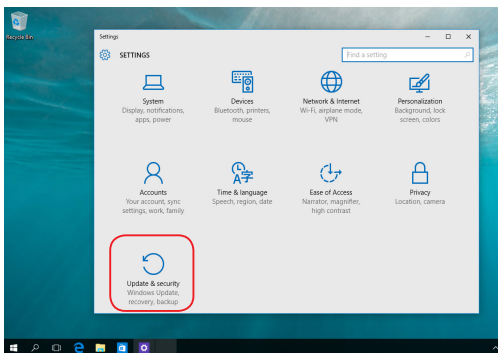 Recycle Bin
Settings
SETTINGS
Find a setting
System
Display, notifications,
apps, power
Devices
Bluetooth, printers,
mouse
Network & Internet
Wi-Fi, airplane mode,
VPN
Personalization
Background, lock
screen, colors
Accounts
Your account, sync
settings, work, family
Time & language
Speech, region, date
Ease of Access
Narrator, magnifier,
high contrast
Privacy
Location, camera
Update & security
Windows Update,
recovery, backup